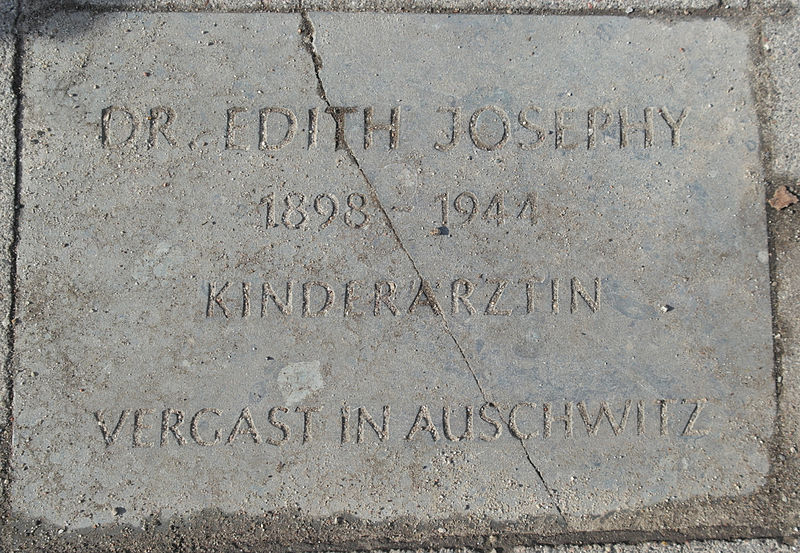 DR. EDITH JOSEPHY
1898 - 1944
KINDERÄRZTIN
VERGAST IN AUSCHWITZ